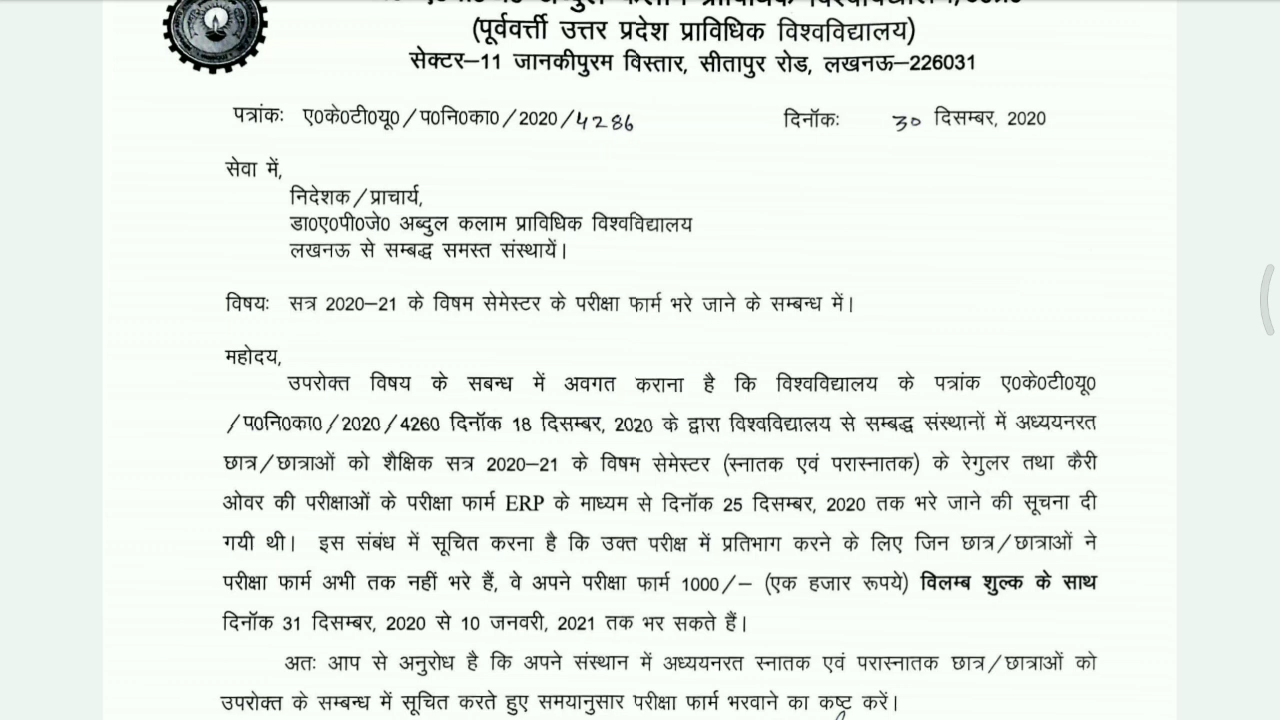 (पूर्ववर्त्ती उत्तर प्रदेश प्राविधिक विश्वविद्यालय)
सेक्टर–11 जानकीपुरम विस्तार, सीतापुर रोड, लखनऊ–226031
पत्रांकः ए0के0टी0यू0/प0नि0का0/2020/4286 दिनॉकः 30 दिसम्बर, 2020
सेवा में,
निदेशक/प्राचार्य,
डा0ए0पी0जे0 अब्दुल कलाम प्राविधिक विश्वविद्यालय
लखनऊ से सम्बद्ध समस्त संस्थायें।
विषयः सत्र 2020–21 के विषम सेमेस्टर के परीक्षा फार्म भरे जाने के सम्बन्ध में।
महोदय,
उपरोक्त विषय के सबन्ध में अवगत कराना है कि विश्वविद्यालय के पत्रांक ए0के0टी0यू0
/प0नि0का0/2020/4260 दिनॉक 18 दिसम्बर, 2020 के द्वारा विश्वविद्यालय से सम्बद्ध संस्थानों में अध्ययनरत
छात्र/छात्राओं को शैक्षिक सत्र 2020–21 के विषम सेमेस्टर (स्नातक एवं परास्नातक) के रेगुलर तथा कैरी
ओवर की परीक्षाओं के परीक्षा फार्म ERP के माध्यम से दिनॉक 25 दिसम्बर, 2020 तक भरे जाने की सूचना दी
गयी थी। इस संबंध में सूचित करना है कि उक्त परीक्ष में प्रतिभाग करने के लिए जिन छात्र/छात्राओं ने
परीक्षा फार्म अभी तक नहीं भरे हैं, वे अपने परीक्षा फार्म 1000/– (एक हजार रूपये) विलम्ब शुल्क के साथ
दिनॉक 31 दिसम्बर, 2020 से 10 जनवरी, 2021 तक भर सकते हैं।
अतः आप से अनुरोध है कि अपने संस्थान में अध्ययनरत स्नातक एवं परास्नातक छात्र/छात्राओं को
उपरोक्त के सम्बन्ध में सूचित करते हुए समयानुसार परीक्षा फार्म भरवाने का कष्ट करें।